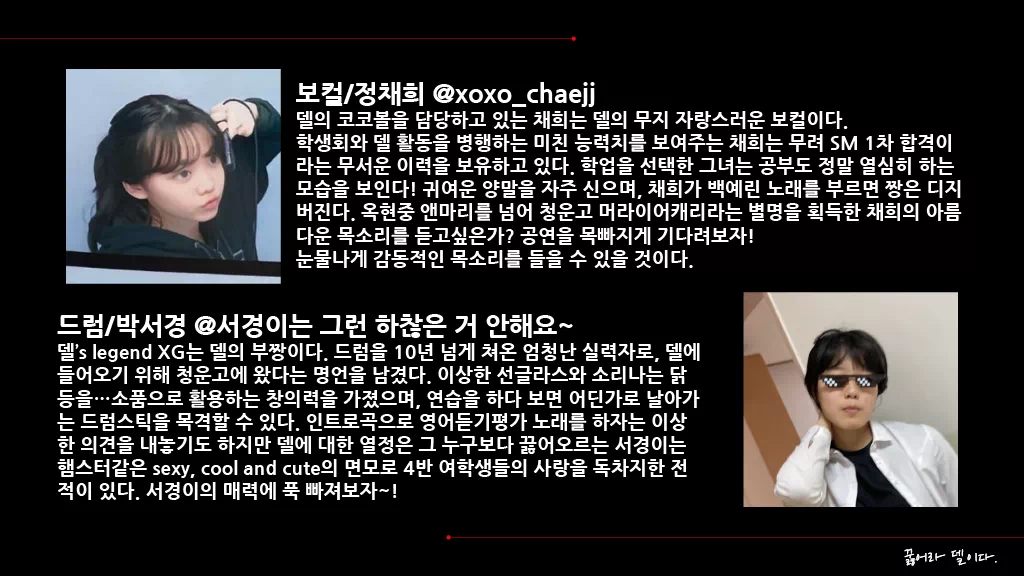 보컬/정채희 @xoxo_chaejj
델의 코코볼을 담당하고 있는 채희는 델의 무지 자랑스러운 보컬이다.
학생회와 델 활동을 병행하는 미친 능력치를 보여주는 채희는 무려 SM 1차 합격이
라는 무서운 이력을 보유하고 있다. 학업을 선택한 그녀는 공부도 정말 열심히 하는
모습을 보인다! 귀여운 양말을 자주 신으며, 채희가 백예린 노래를 부르면 짱은 디지
버진다. 옥현중 앤마리를 넘어 청운고 머라이어캐리라는 별명을 획득한 채희의 아름
다운 목소리를 듣고싶은가? 공연을 목빠지게 기다려보자!
눈물나게 감동적인 목소리를 들을 수 있을 것이다.
드럼/박서경 @서경이는 그런 하찮은 거 안해요~
델's legend XG는 델의 부짱이다. 드럼을 10년 넘게 쳐온 엄청난 실력자로, 델에
들어오기 위해 청운고에 왔다는 명언을 남겼다. 이상한 선글라스와 소리나는 닭
등을…소품으로 활용하는 창의력을 가졌으며, 연습을 하다 보면 어딘가로 날아가
는 드럼스틱을 목격할 수 있다. 인트로곡으로 영어듣기평가 노래를 하자는 이상
한 의견을 내놓기도 하지만 델에 대한 열정은 그 누구보다 끓어오르는 서경이는
햄스터같은 sexy, cool and cute의 면모로 4반 여학생들의 사랑을 독차지한 전
적이 있다. 서경이의 매력에 푹 빠져보자~!
끓어라 델이다.